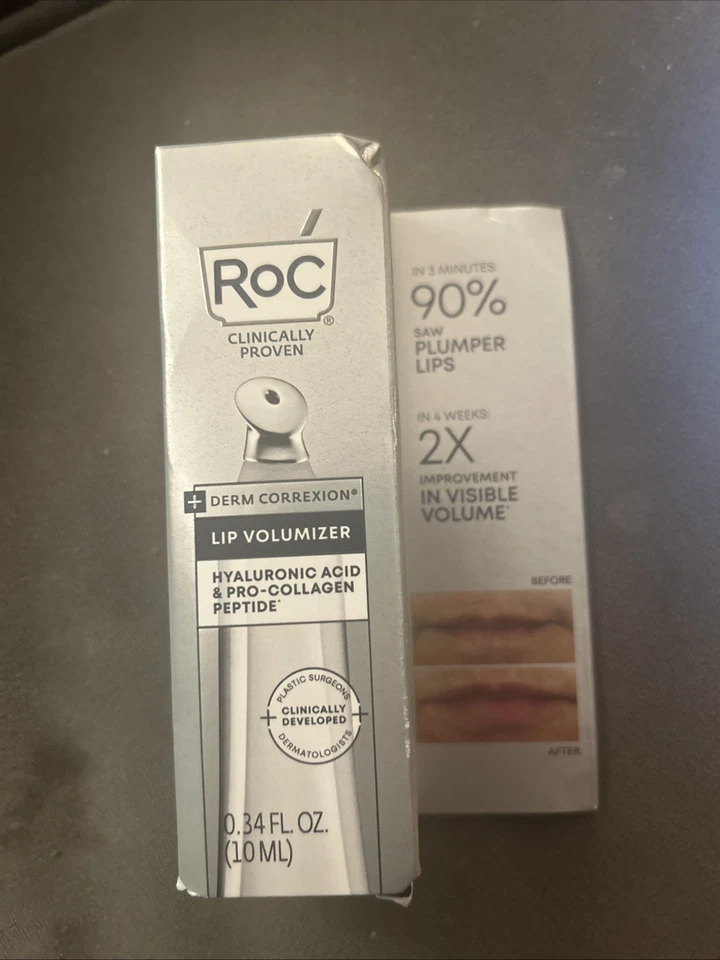 RoC®
CLINICALLY
PROVEN
+ DERM CORREXION®
LIP VOLUMIZER
HYALURONIC ACID
& PRO-COLLAGEN
PEPTIDE*
PLASTIC SURGEONS
+ CLINICALLY +
DEVELOPED
DERMATOLOGISTS
0.34 FL. OZ.
(10 ML)
IN 3 MINUTES:
90%
SAW
PLUMPER
LIPS
IN 4 WEEKS:
2X
IMPROVEMENT
IN VISIBLE
VOLUME*
BEFORE
AFTER